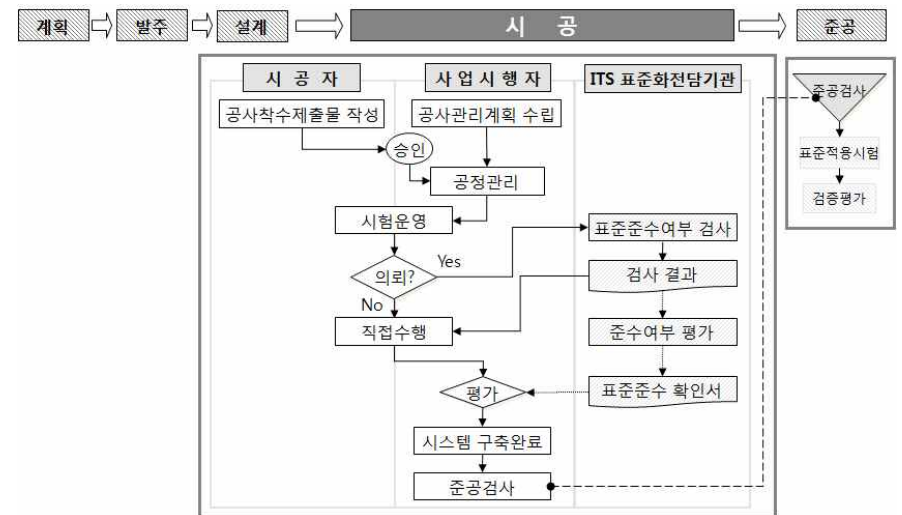 계획
발주
설계
시 공
준공
시 공 자
사 업 시 행 자
ITS 표준화전담기관
공사착수제출물 작성
공사관리계획 수립
승인
공정관리
시험운영
표준준수여부 검사
의뢰?
Yes
No
검사 결과
직접수행
준수여부 평가
평가
표준준수 확인서
시스템 구축완료
준공검사
준공검사
표준적용시험
검증평가